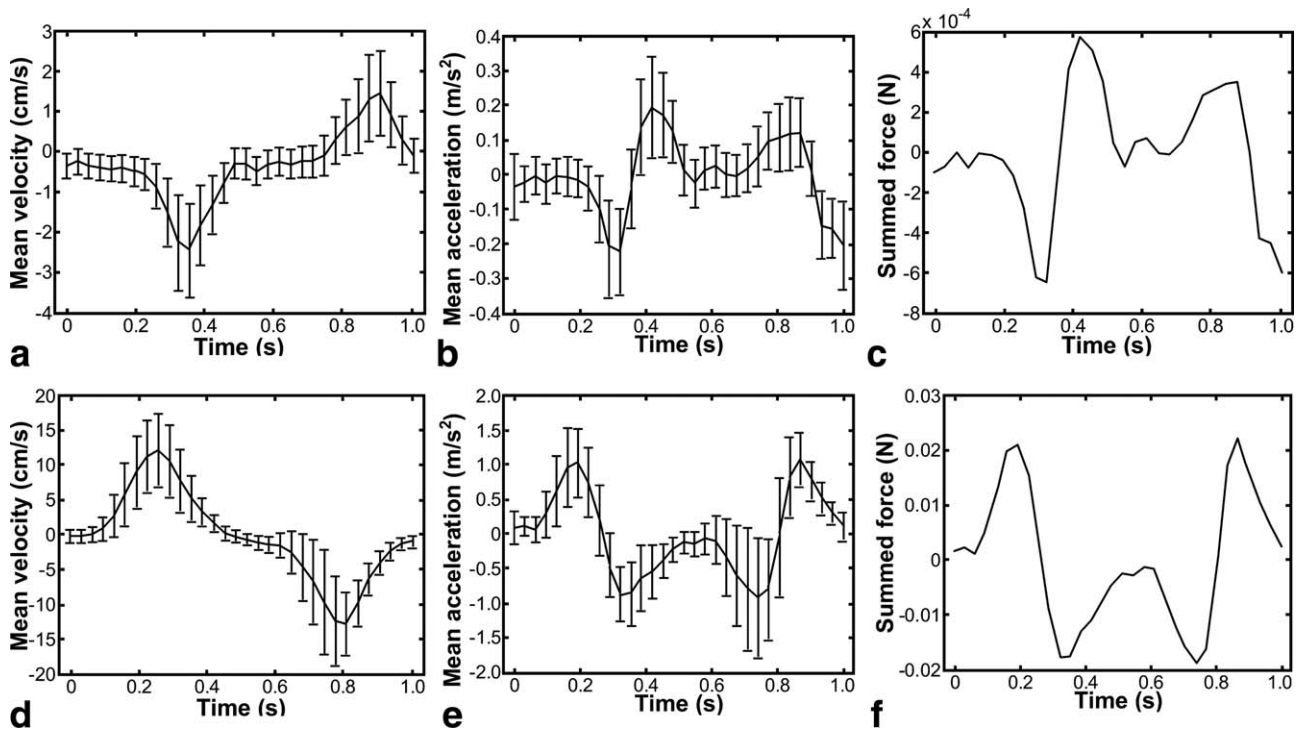 Mean velocity (cm/s)
3
2
1
0
-1
-2
-3
-4
0 0.2 0.4 0.6 0.8 1.0
Time (s)
a
Mean acceleration (m/s²)
0.4
0.3
0.2
0.1
0
-0.1
-0.2
-0.3
-0.4
0 0.2 0.4 0.6 0.8 1.0
Time (s)
b
Summed force (N)
x 10⁻⁴
6
4
2
0
-2
-4
-6
-8
0 0.2 0.4 0.6 0.8 1.0
Time (s)
c
Mean velocity (cm/s)
20
15
10
5
0
-5
-10
-15
-20
0 0.2 0.4 0.6 0.8 1.0
Time (s)
d
Mean acceleration (m/s²)
2.0
1.5
1.0
0.5
0
-0.5
-1.0
-1.5
2.0
0 0.2 0.4 0.6 0.8 1.0
Time (s)
e
Summed force (N)
0.03
0.02
0.01
0
-0.01
-0.02
0 0.2 0.4 0.6 0.8 1.0
Time (s)
f